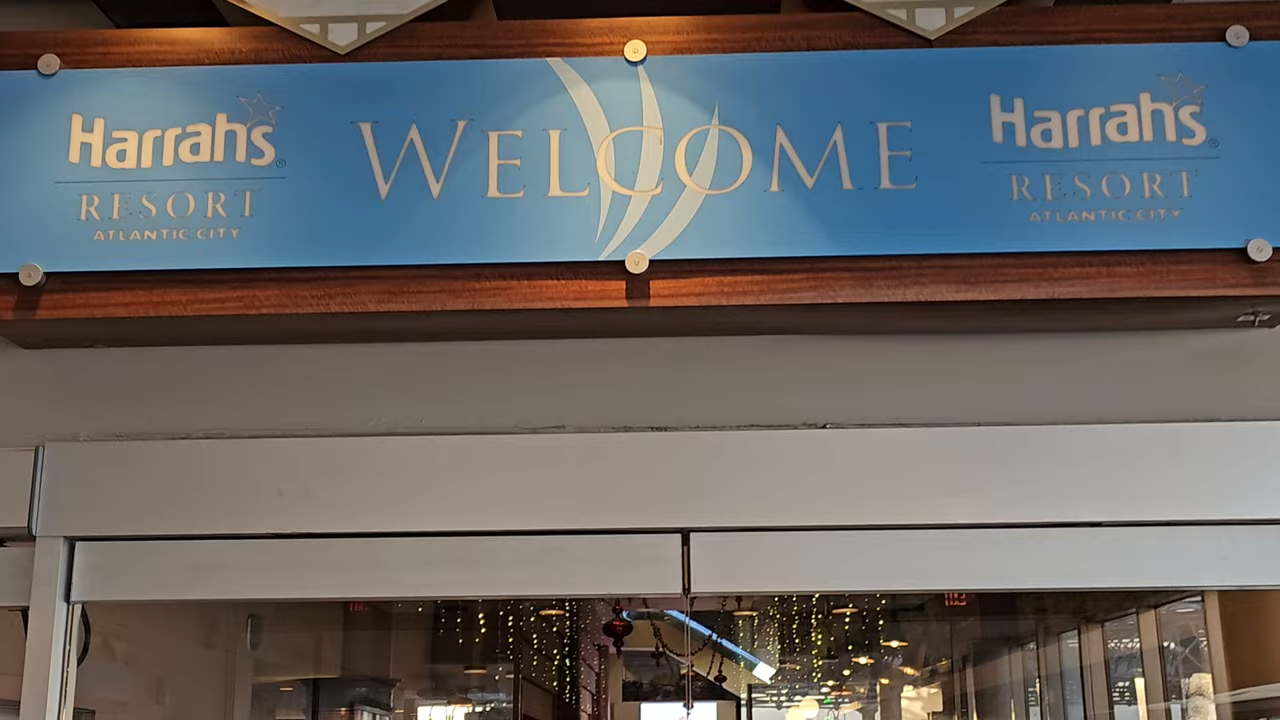 Harrah's®
RESORT
ATLANTIC CITY
WELCOME
Harrah's®
RESORT
ATLANTIC CITY